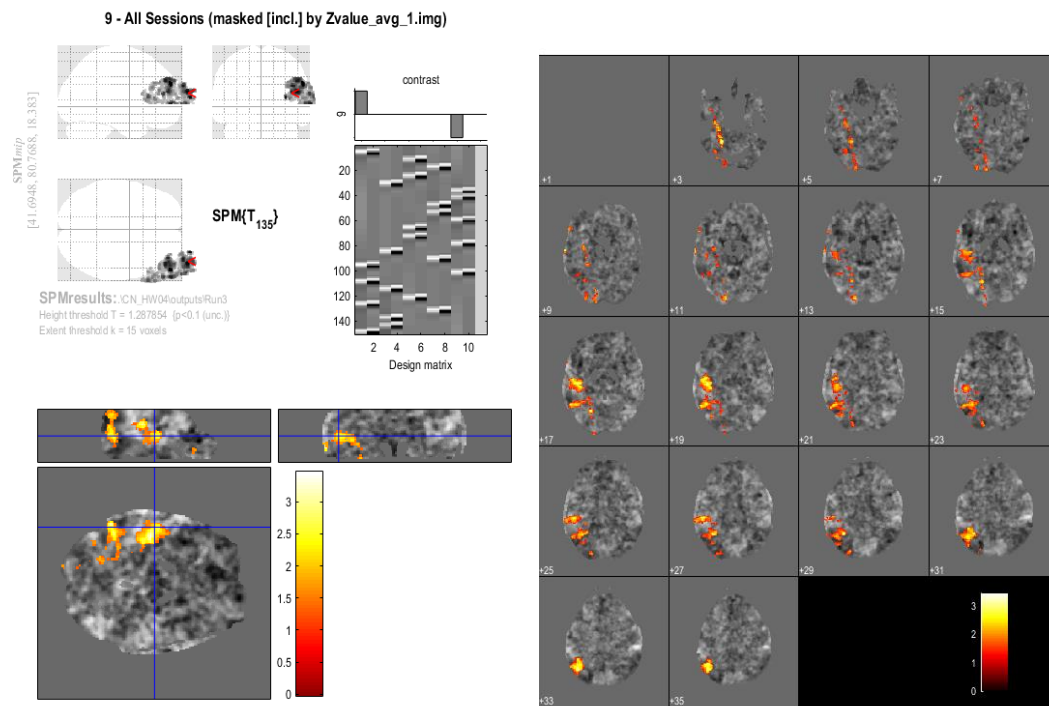 9 - All Sessions (masked [incl.] by Zvalue_avg_1.img)
SPMmip
[41.6948, 80.7688, 18.383]
contrast
9
SPM{T135}
20
40
60
80
100
120
140
2 4 6 8 10
Design matrix
SPMresults: .\CN_HW04\outputs\Run3
Height threshold T = 1.287854 {p<0.1 (unc.)}
Extent threshold k = 15 voxels
3
2.5
2
1.5
1
0.5
0
+1 +3 +5 +7
+9 +11 +13 +15
+17 +19 +21 +23
+25 +27 +29 +31
+33 +35
3
2
1
0